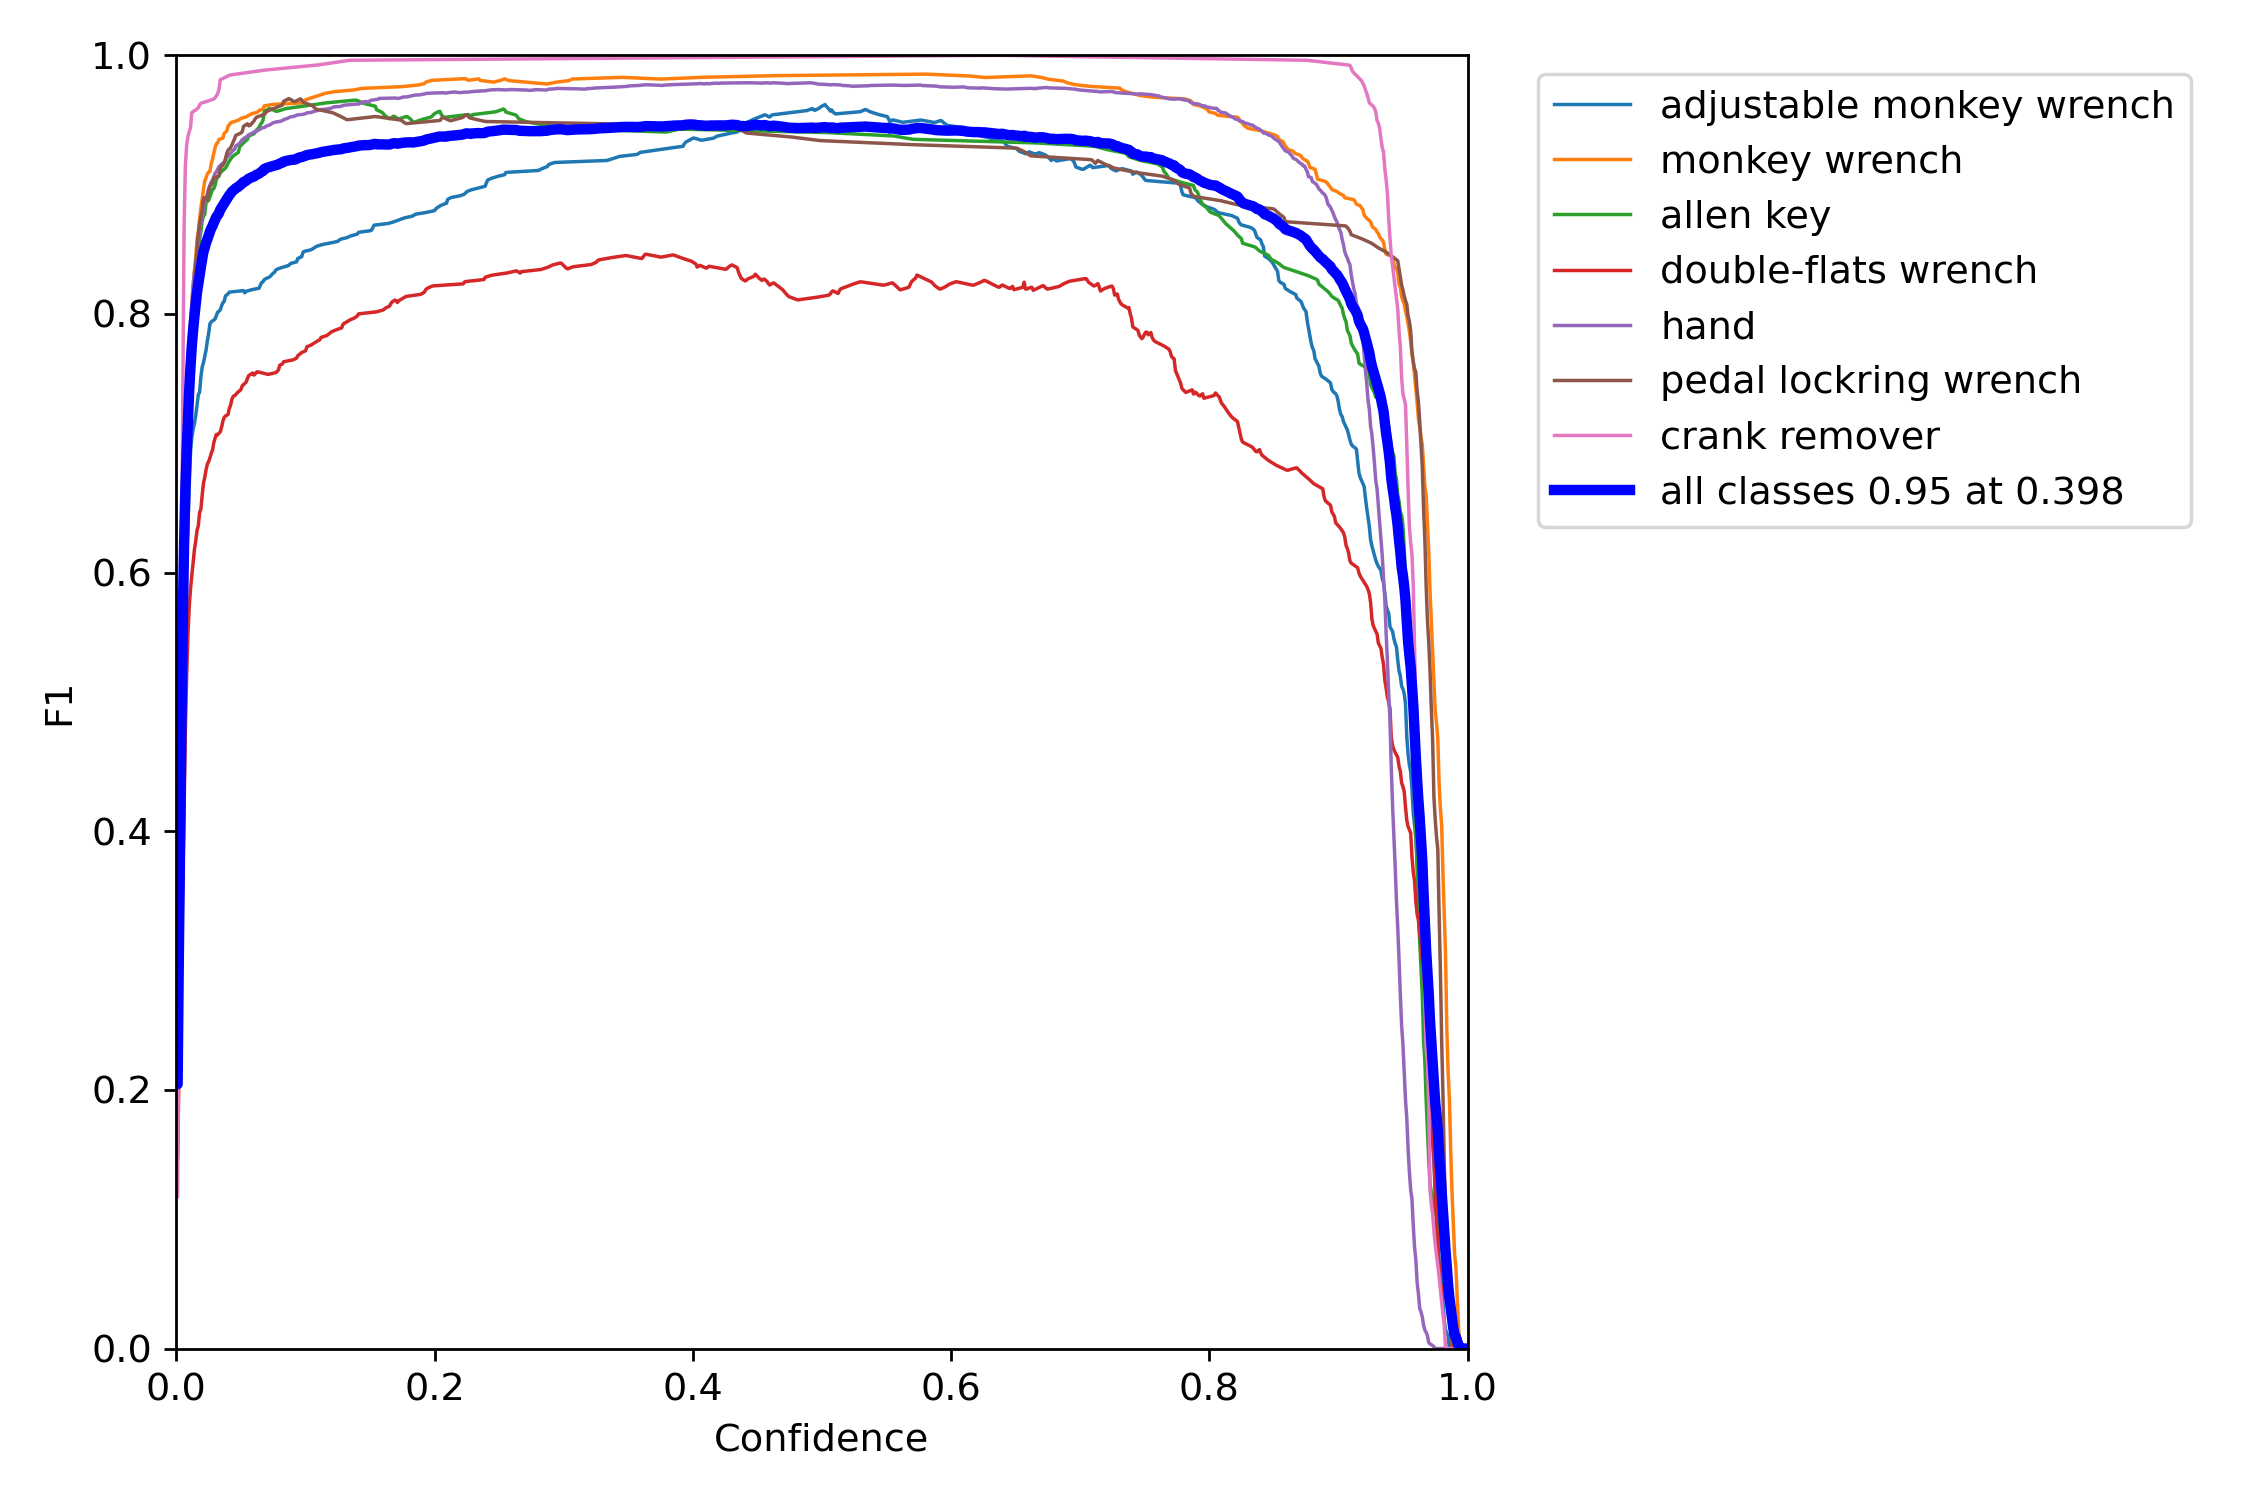 1.0
0.8
0.6
0.4
0.2
0.0
F1
0.0 0.2 0.4 0.6 0.8 1.0
Confidence
adjustable monkey wrench
monkey wrench
allen key
double-flats wrench
hand
pedal lockring wrench
crank remover
all classes 0.95 at 0.398